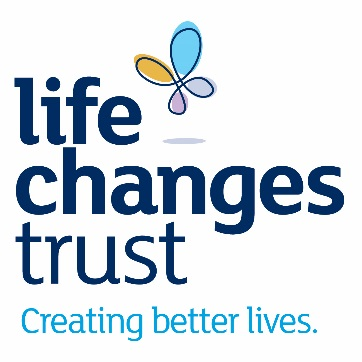 life
changes
trust
Creating better lives.